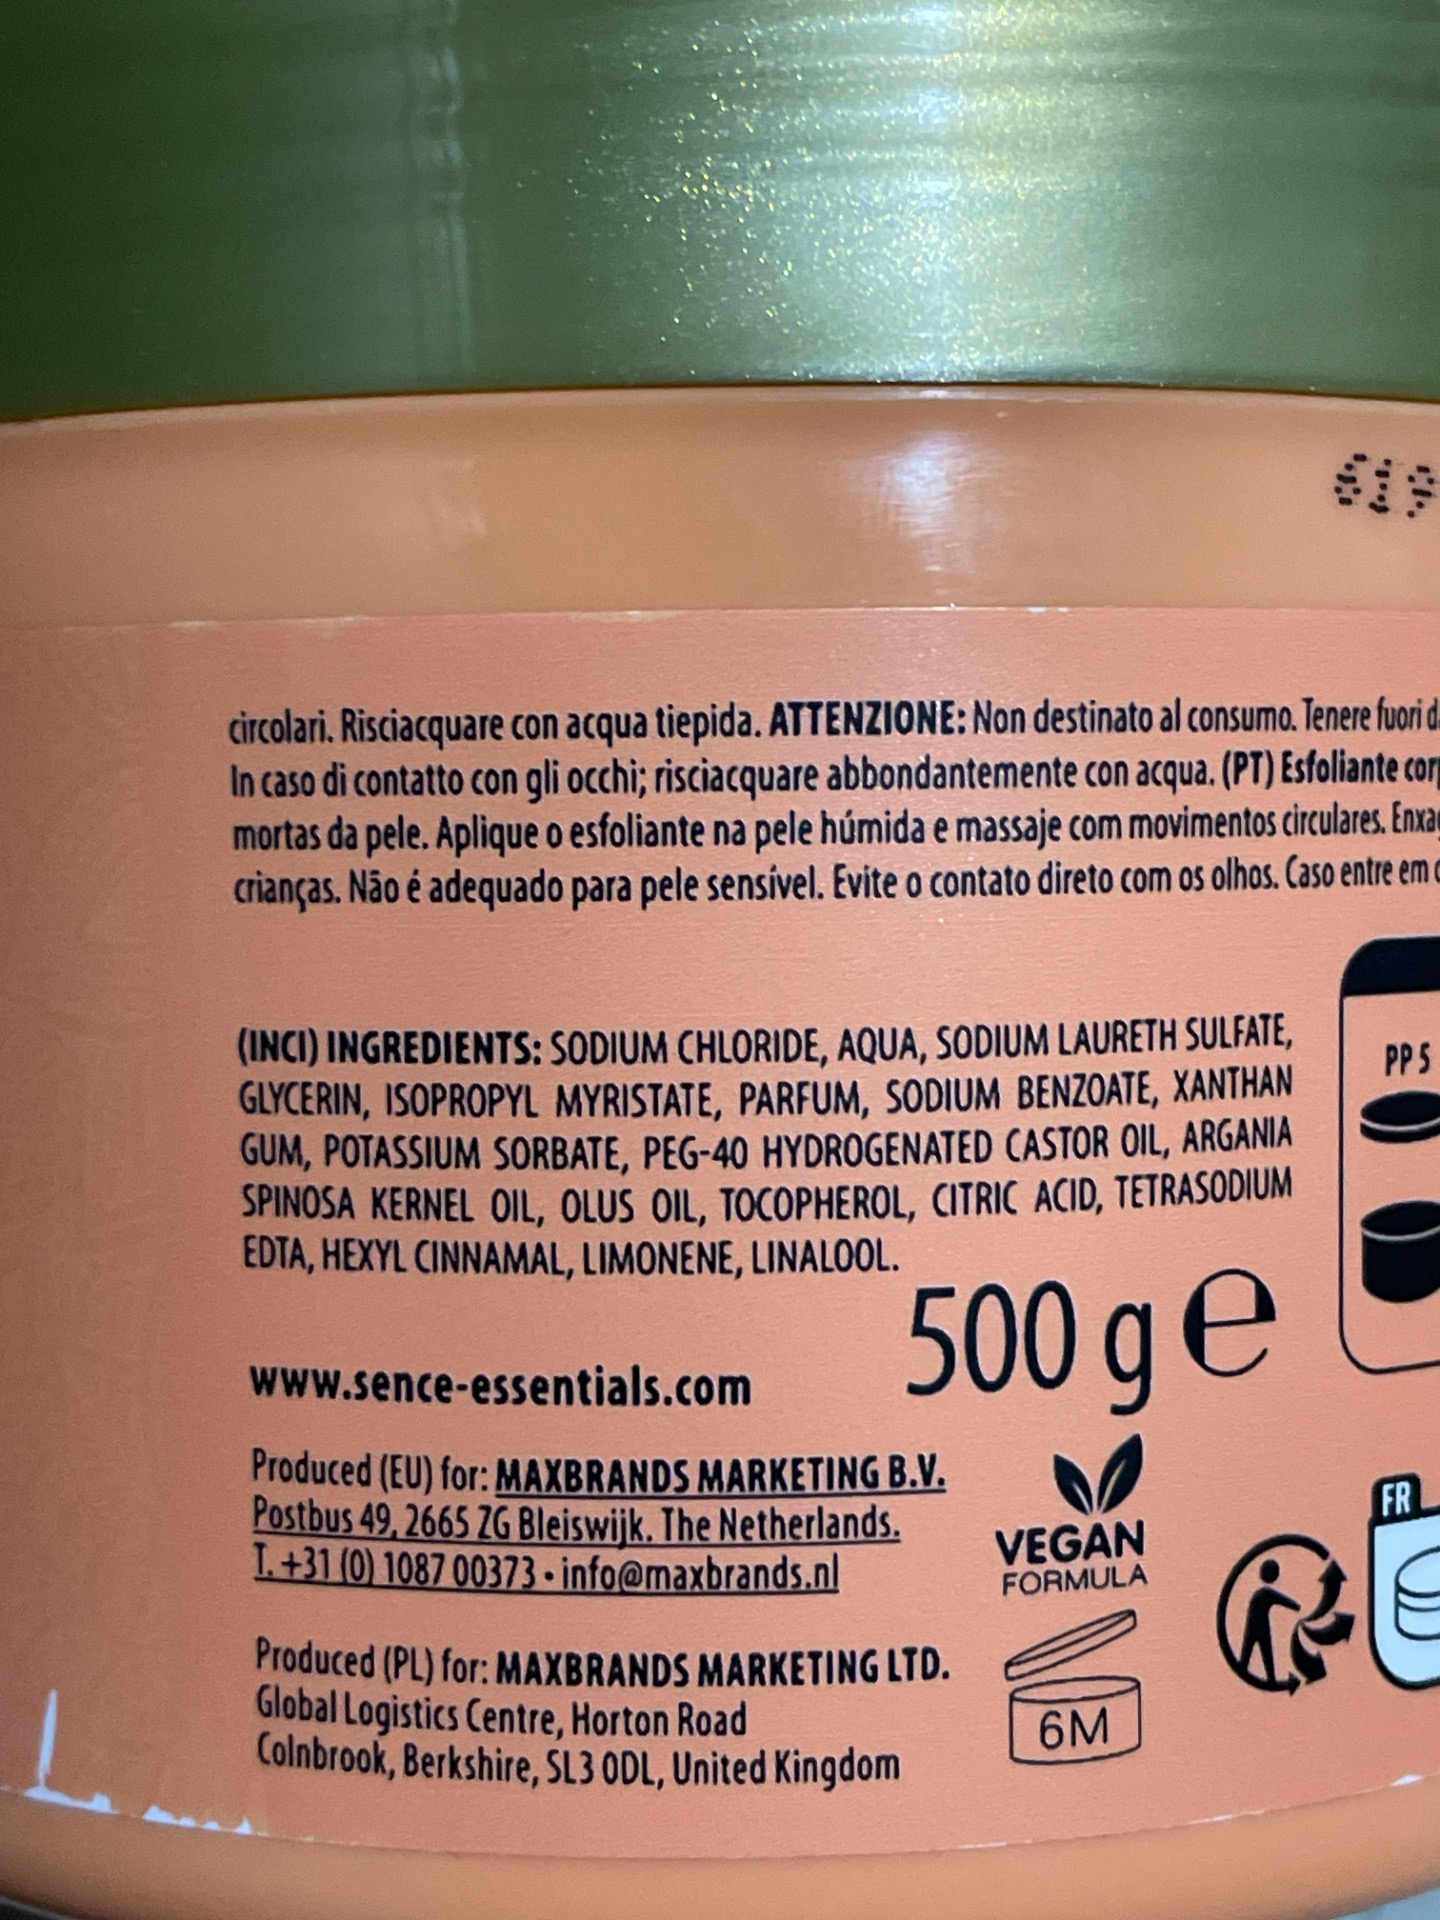 619
circolari. Risciacquare con acqua tiepida. ATTENZIONE: Non destinato al consumo. Tenere fuori
In caso di contatto con gli occhi; risciacquare abbondantemente con acqua. (PT) Esfoliante
mortas da pele. Aplique o esfoliante na pele húmida e massaje com movimentos circulares.
crianças. Não é adequado para pele sensível. Evite o contato direto com os olhos. Caso entre em
(INCI) INGREDIENTS: SODIUM CHLORIDE, AQUA, SODIUM LAURETH SULFATE,
GLYCERIN, ISOPROPYL MYRISTATE, PARFUM, SODIUM BENZOATE, XANTHAN
GUM, POTASSIUM SORBATE, PEG-40 HYDROGENATED CASTOR OIL, ARGANIA
SPINOSA KERNEL OIL, OLUS OIL, TOCOPHEROL, CITRIC ACID, TETRASODIUM
EDTA, HEXYL CINNAMAL, LIMONENE, LINALOOL.
PP 5
500 g e
www.sence-essentials.com
Produced (EU) for: MAXBRANDS MARKETING B.V.
Postbus 49, 2665 ZG Bleiswijk. The Netherlands.
T. +31 (0) 1087 00373 • info@maxbrands.nl
VEGAN
FORMULA
FR
Produced (PL) for: MAXBRANDS MARKETING LTD.
Global Logistics Centre, Horton Road
Colnbrook, Berkshire, SL3 0DL, United Kingdom
6M